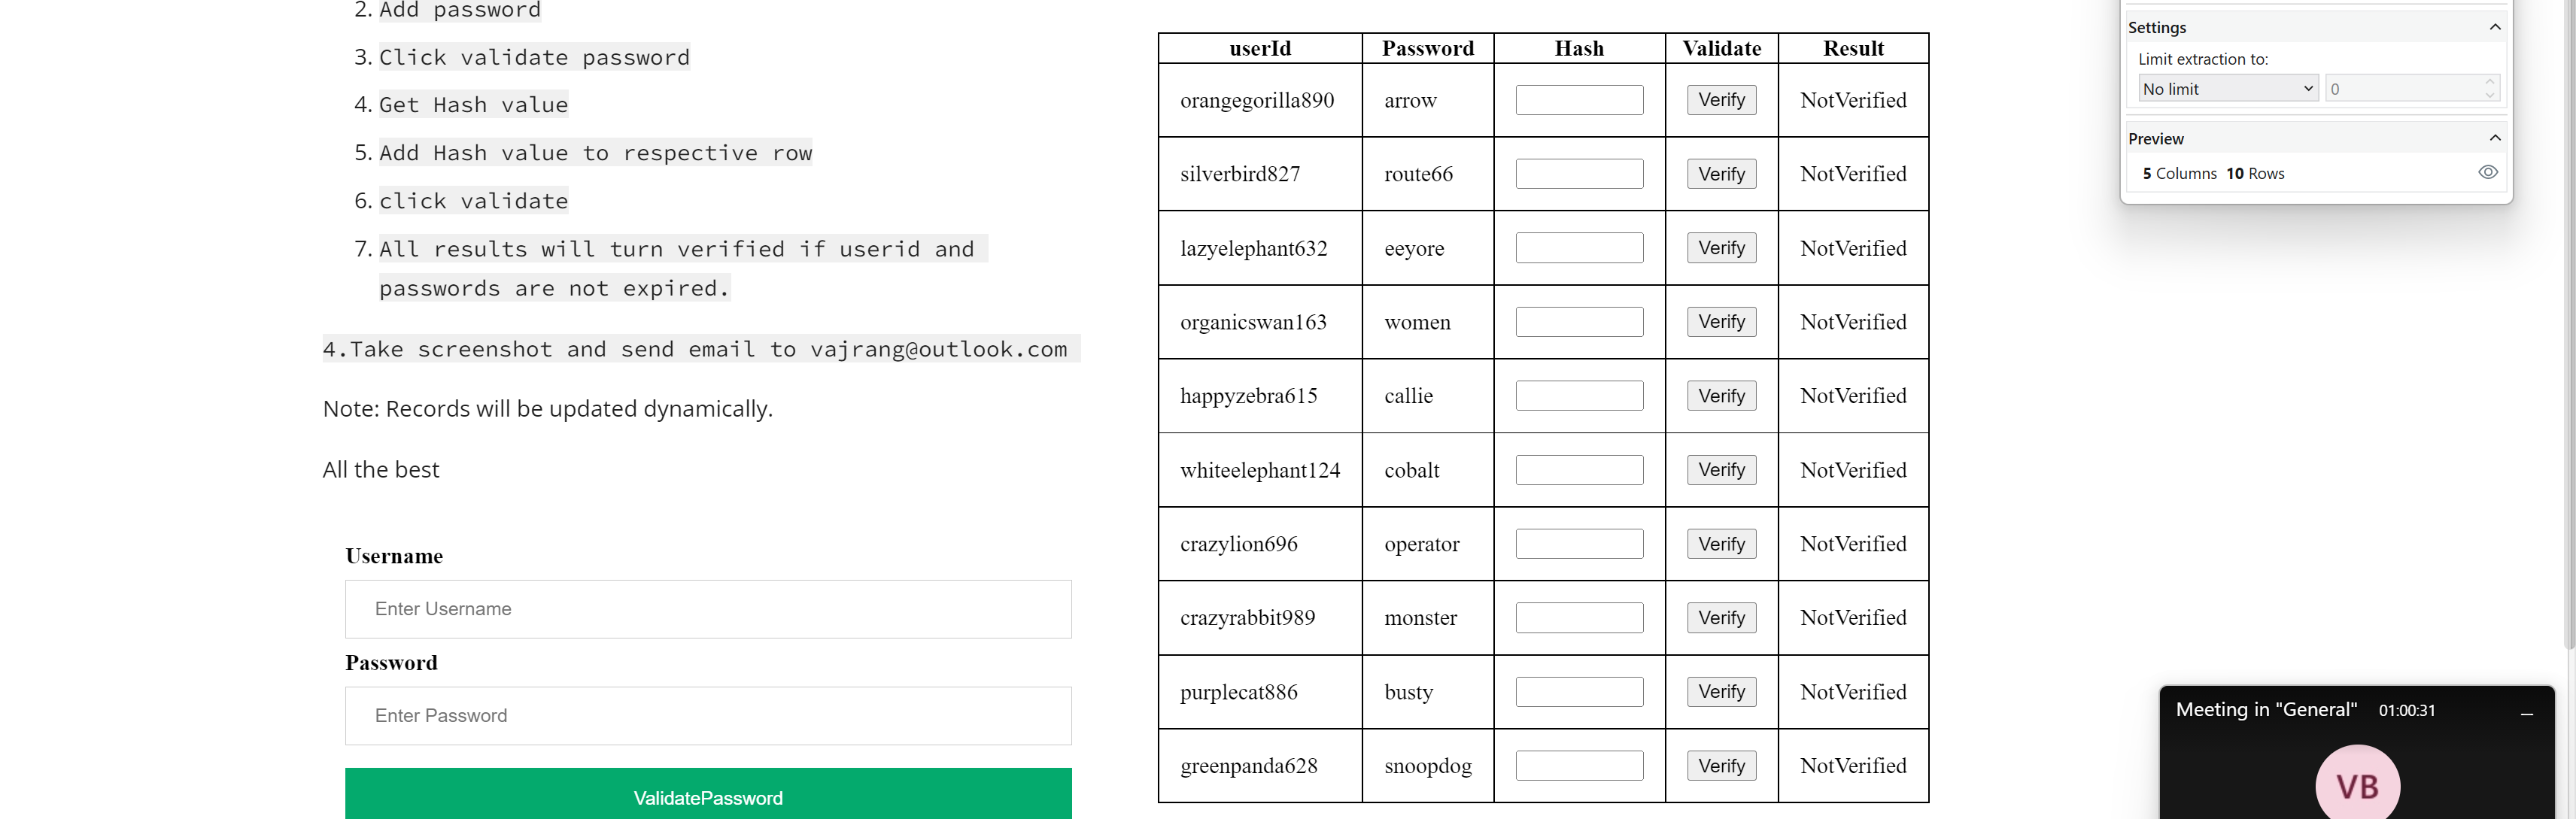 2. Add password
3. Click validate password
4. Get Hash value
5. Add Hash value to respective row
6. click validate
7. All results will turn verified if userid and
passwords are not expired.
4.Take screenshot and send email to vajrang@outlook.com
Note: Records will be updated dynamically.
All the best
Username
Enter Username
Password
Enter Password
ValidatePassword
userId Password Hash Validate Result
orangegorilla890 arrow Verify NotVerified
silverbird827 route66 Verify NotVerified
lazyelephant632 eeyore Verify NotVerified
organicswan163 women Verify NotVerified
happyzebra615 callie Verify NotVerified
whiteelephant124 cobalt Verify NotVerified
crazylion696 operator Verify NotVerified
crazyrabbit989 monster Verify NotVerified
purplecat886 busty Verify NotVerified
greenpanda628 snoopdog Verify NotVerified
Settings
Limit extraction to:
No limit 0
Preview
5 Columns 10 Rows
Meeting in "General" 01:00:31
VB